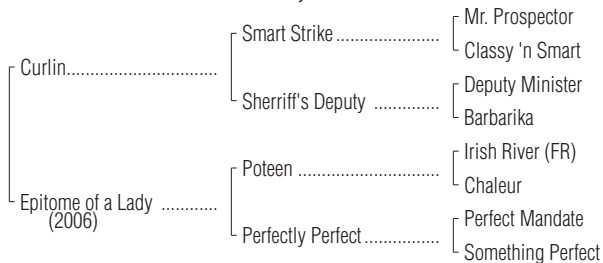 Mr. Prospector
Smart Strike
Classy 'n Smart
Curlin
Deputy Minister
Sherriff's Deputy
Barbarika
Irish River (FR)
Poteen
Chaleur
Epitome of a Lady
(2006)
Perfect Mandate
Perfectly Perfect
Something Perfect